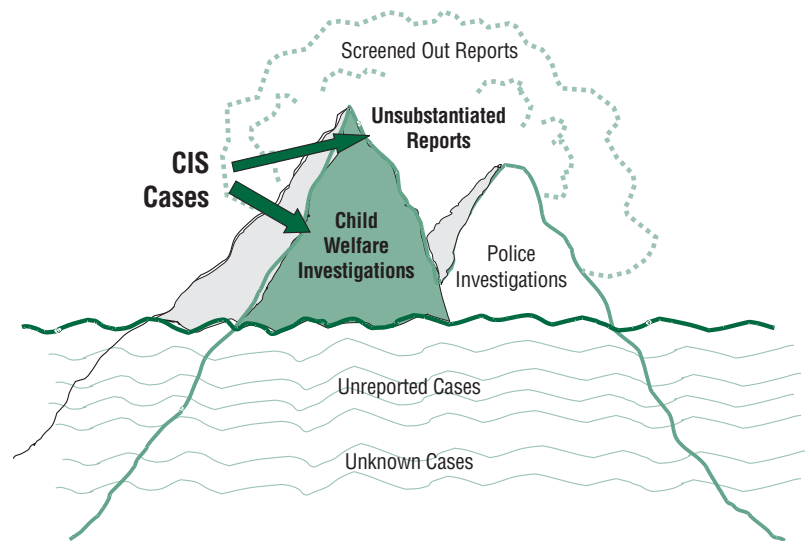 Screened Out Reports
Unsubstantiated
Reports
CIS
Cases
Child
Welfare
Investigations
Police
Investigations
Unreported Cases
Unknown Cases